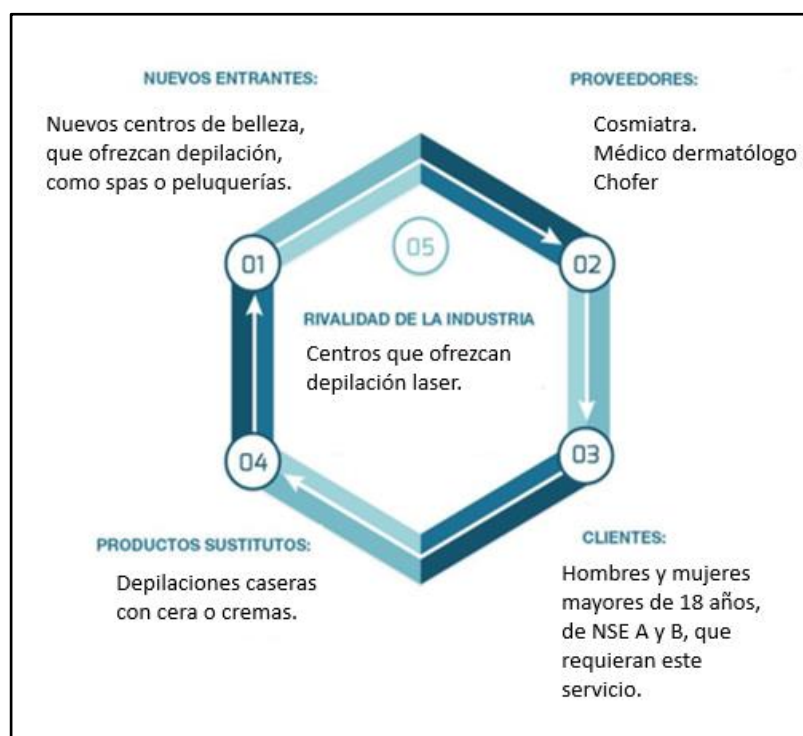 NUEVOS ENTRANTES:
Nuevos centros de belleza,
que ofrezcan depilación,
como spas o peluquerías.
01
PROVEEDORES:
Cosmiatra.
Médico dermatólogo
Chofer
02
05
RIVALIDAD DE LA INDUSTRIA
Centros que ofrezcan
depilación laser.
04
PRODUCTOS SUSTITUTOS:
Depilaciones caseras
con cera o cremas.
03
CLIENTES:
Hombres y mujeres
mayores de 18 años,
de NSE A y B, que
requieran este
servicio.